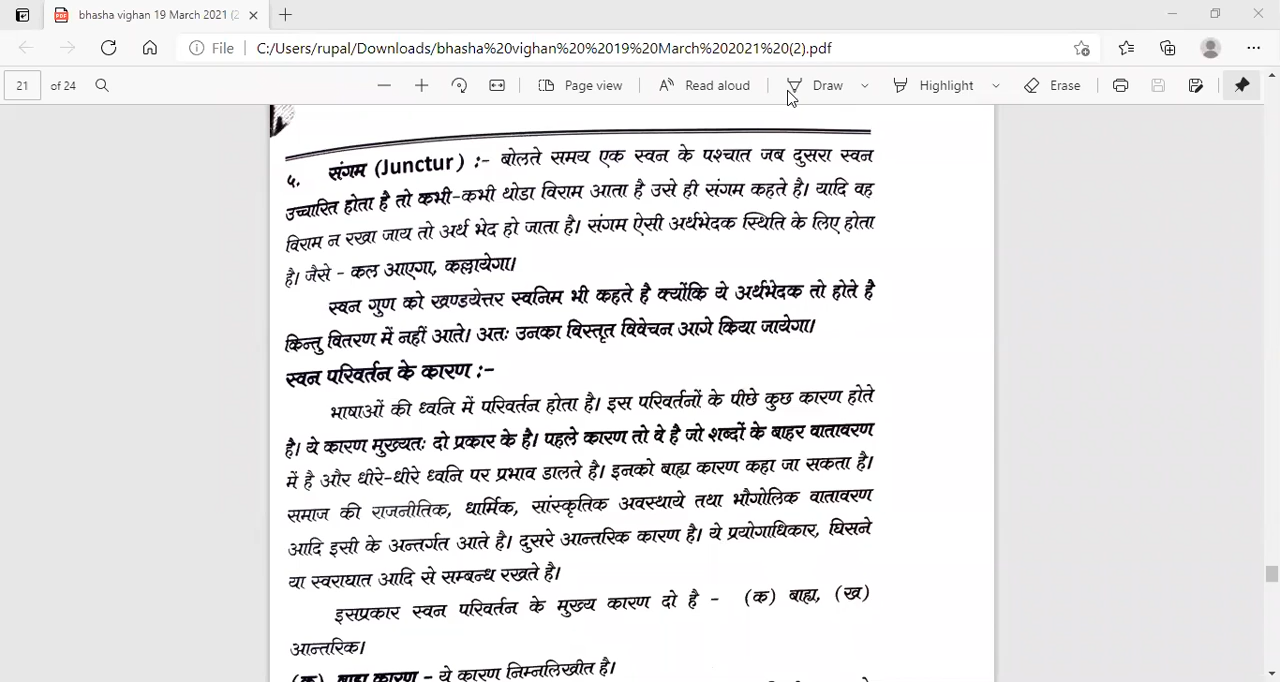 bhasha vighan 19 March 2021 (2
File C:/Users/rupal/Downloads/bhasha%20vighan%20%2019%20March%202021%20(2).pdf
21 of 24 Page view Read aloud Draw Highlight Erase
५. संगम (Junctur) :- बोलते समय एक स्वन के पश्चात जब दुसरा स्वन
उच्चारित होता है तो कभी-कभी थोडा विराम आता है उसे ही संगम कहते है। यादि वह
विराम न रखा जाय तो अर्थ भेद हो जाता है। संगम ऐसी अर्थभेदक स्थिति के लिए होता
है। जैसे - कल आएगा, कल्लायेगा।
स्वन गुण को खण्डयेत्तर स्वनिम भी कहते है क्योंकि ये अर्थभेदक तो होते है
किन्तु वितरण में नहीं आते। अतः उनका विस्तृत विवेचन आगे किया जायेगा।
स्वन परिवर्तन के कारण :-
भाषाओं की ध्वनि में परिवर्तन होता है। इस परिवर्तनों के पीछे कुछ कारण होते
है। ये कारण मुख्यतः दो प्रकार के है। पहले कारण तो वे है जो शब्दों के बाहर वातावरण
में है और धीरे-धीरे ध्वनि पर प्रभाव डालते है। इनको बाह्य कारण कहा जा सकता है।
समाज की राजनीतिक, धार्मिक, सांस्कृतिक अवस्थाये तथा भौगोलिक वातावरण
आदि इसी के अन्तर्गत आते है। दुसरे आन्तरिक कारण है। ये प्रयोगाधिकार, घिसने
या स्वराघात आदि से सम्बन्ध रखते है।
इसप्रकार स्वन परिवर्तन के मुख्य कारण दो है - (क) बाह्य, (ख)
आन्तरिक।
(क) बाह्य कारण - ये कारण निम्नलिखीत है।